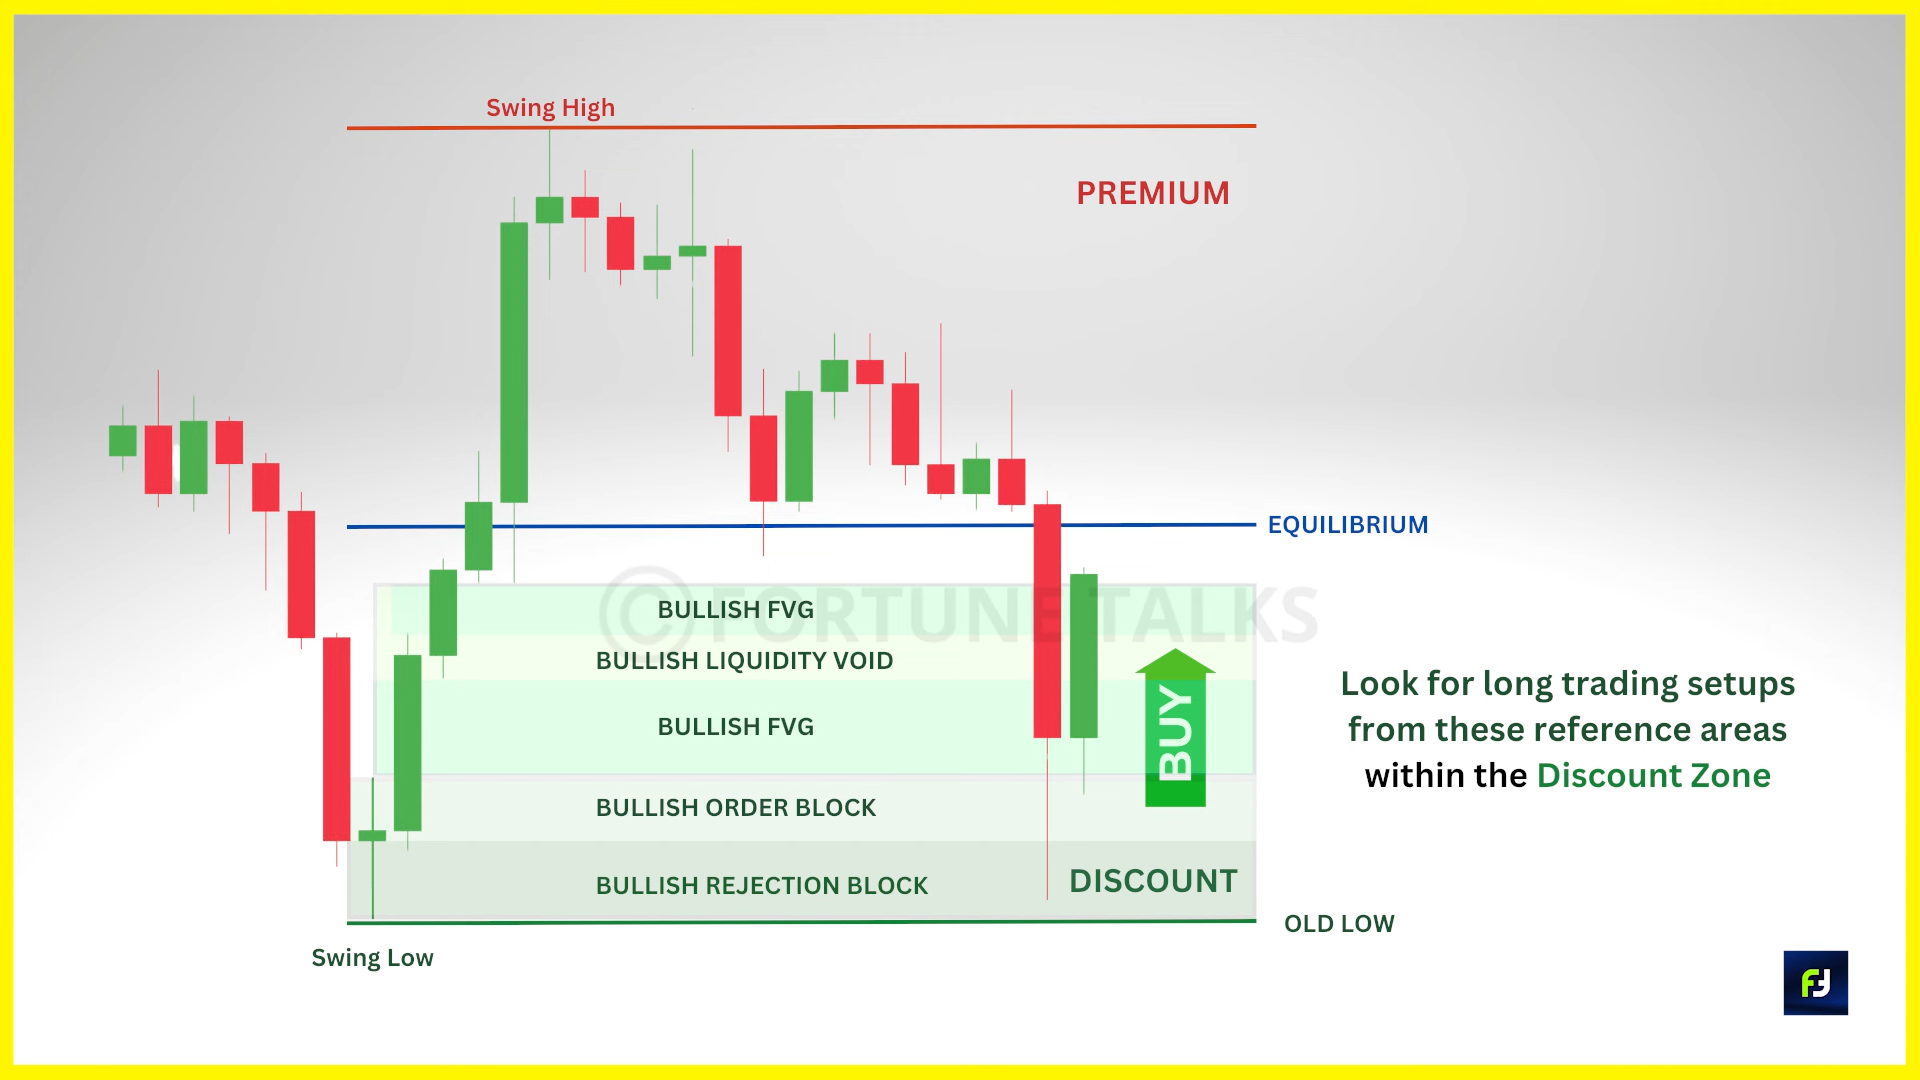 Swing High
PREMIUM
EQUILIBRIUM
© FORTUNE TALKS
BULLISH FVG
BULLISH LIQUIDITY VOID
BULLISH FVG
BUY
Look for long trading setups
from these reference areas
within the Discount Zone
BULLISH ORDER BLOCK
BULLISH REJECTION BLOCK
DISCOUNT
OLD LOW
Swing Low